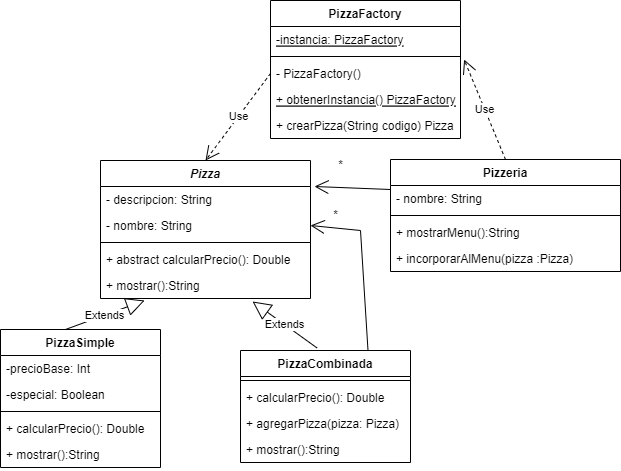 PizzaFactory
-instancia: PizzaFactory
- PizzaFactory()
+ obtenerInstancia() PizzaFactory
+ crearPizza(String codigo) Pizza
Use
Use
Pizza
- descripcion: String
- nombre: String
+ abstract calcularPrecio(): Double
+ mostrar():String
*
*
Pizzeria
- nombre: String
+ mostrarMenu():String
+ incorporarAlMenu(pizza :Pizza)
Extends
Extends
PizzaSimple
-precioBase: Int
-especial: Boolean
+ calcularPrecio(): Double
+ mostrar():String
PizzaCombinada
+ calcularPrecio(): Double
+ agregarPizza(pizza: Pizza)
+ mostrar():String